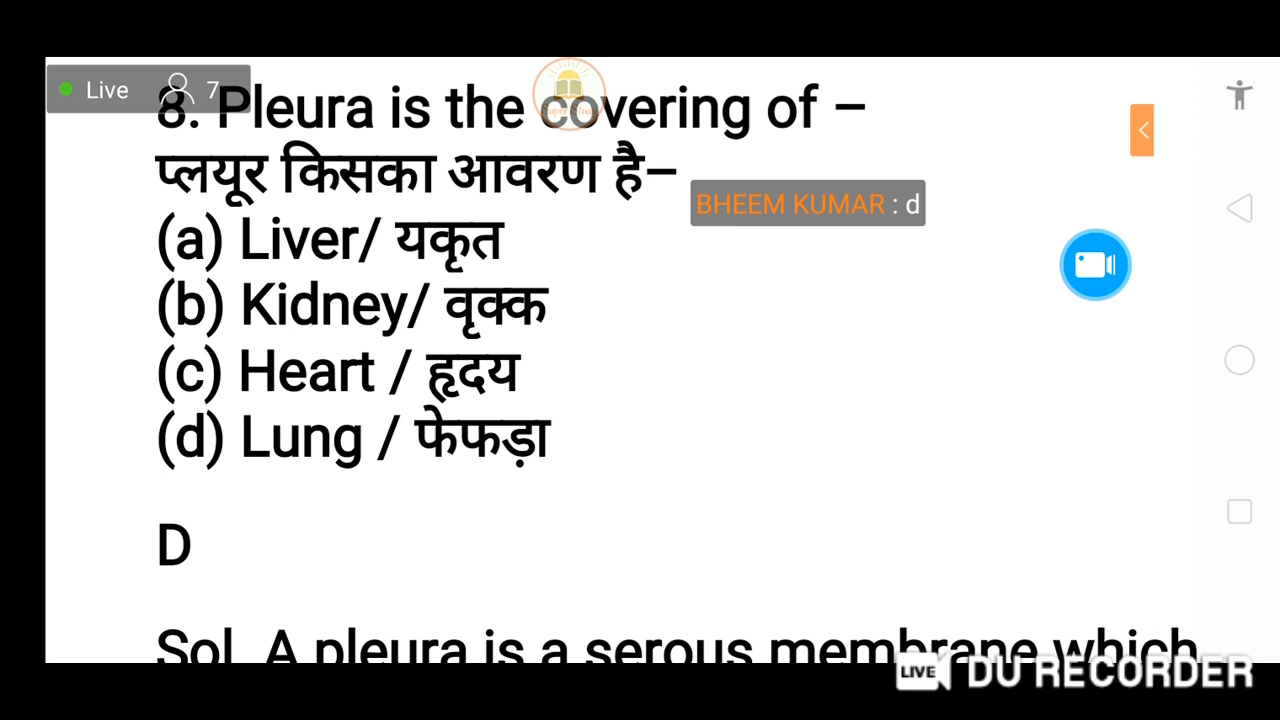 Live 7
8. Pleura is the covering of –
प्लयूर किसका आवरण है–
BHEEM KUMAR : d
(a) Liver/ यकृत
(b) Kidney/ वृक्क
(c) Heart / हृदय
(d) Lung / फेफड़ा
D
Sol. A pleura is a serous membrane which
LIVE DU RECORDER